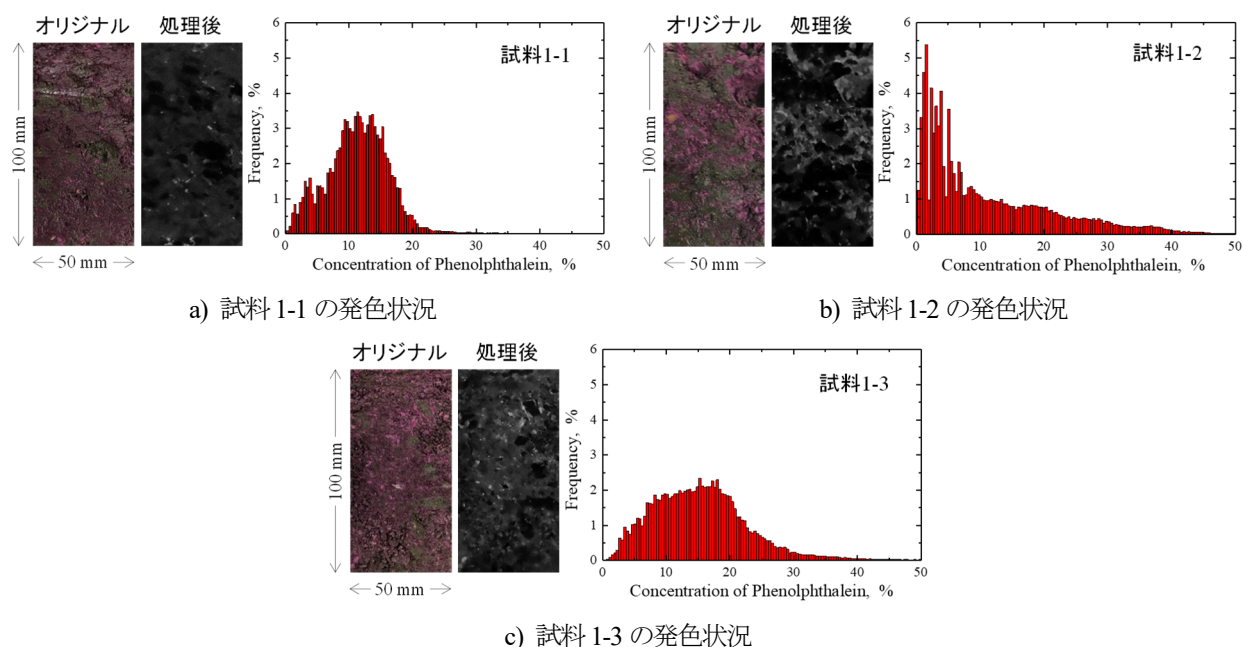 オリジナル 処理後
試料1-1
100 mm
50 mm
Frequency, %
6
5
4
3
2
1
0
0 10 20 30 40 50
Concentration of Phenolphthalein, %
a) 試料 1-1 の発色状況
オリジナル 処理後
試料1-2
100 mm
50 mm
Frequency, %
6
5
4
3
2
1
0
0 10 20 30 40 50
Concentration of Phenolphthalein, %
b) 試料 1-2 の発色状況
オリジナル 処理後
試料1-3
100 mm
50 mm
Frequency, %
6
5
4
3
2
1
0
0 10 20 30 40 50
Concentration of Phenolphthalein, %
c) 試料 1-3 の発色状況